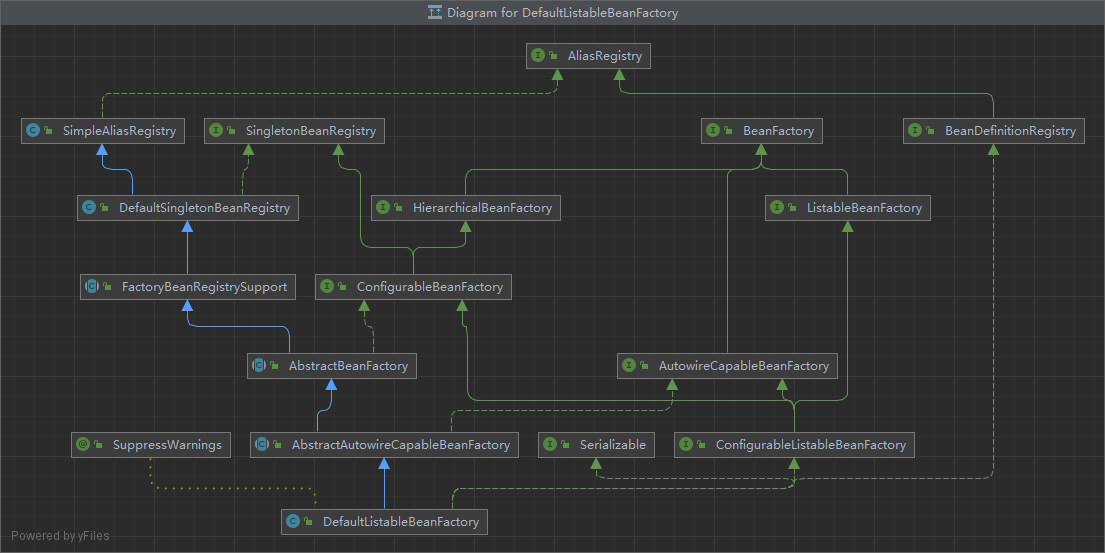 Diagram for DefaultListableBeanFactory
I AliasRegistry
C SimpleAliasRegistry
I SingletonBeanRegistry
I BeanFactory
I BeanDefinitionRegistry
C DefaultSingletonBeanRegistry
I HierarchicalBeanFactory
I ListableBeanFactory
C FactoryBeanRegistrySupport
I ConfigurableBeanFactory
C AbstractBeanFactory
I AutowireCapableBeanFactory
@ SuppressWarnings
C AbstractAutowireCapableBeanFactory
I Serializable
I ConfigurableListableBeanFactory
C DefaultListableBeanFactory
Powered by yFiles